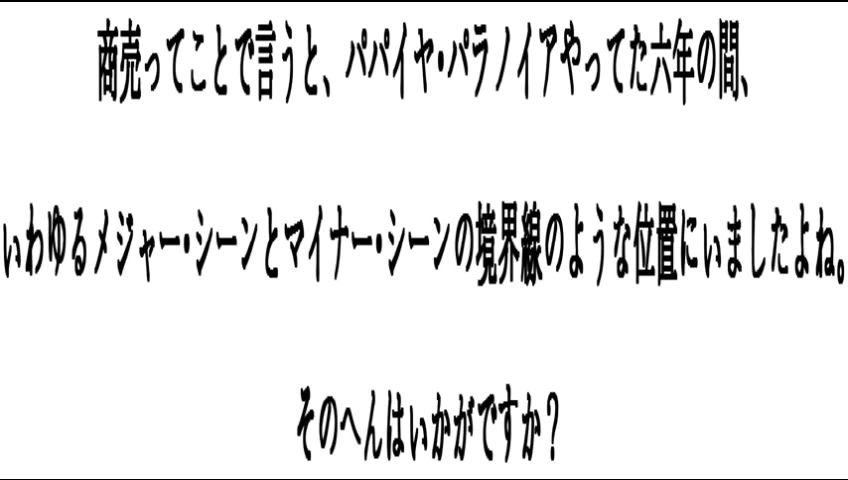 商売ってことで言うと、パパイヤ・パラノイアやってた六年の間、
いわゆるメジャー・シーンとマイナー・シーンの境界線のような位置にいましたよね。
そのへんはいかがですか？